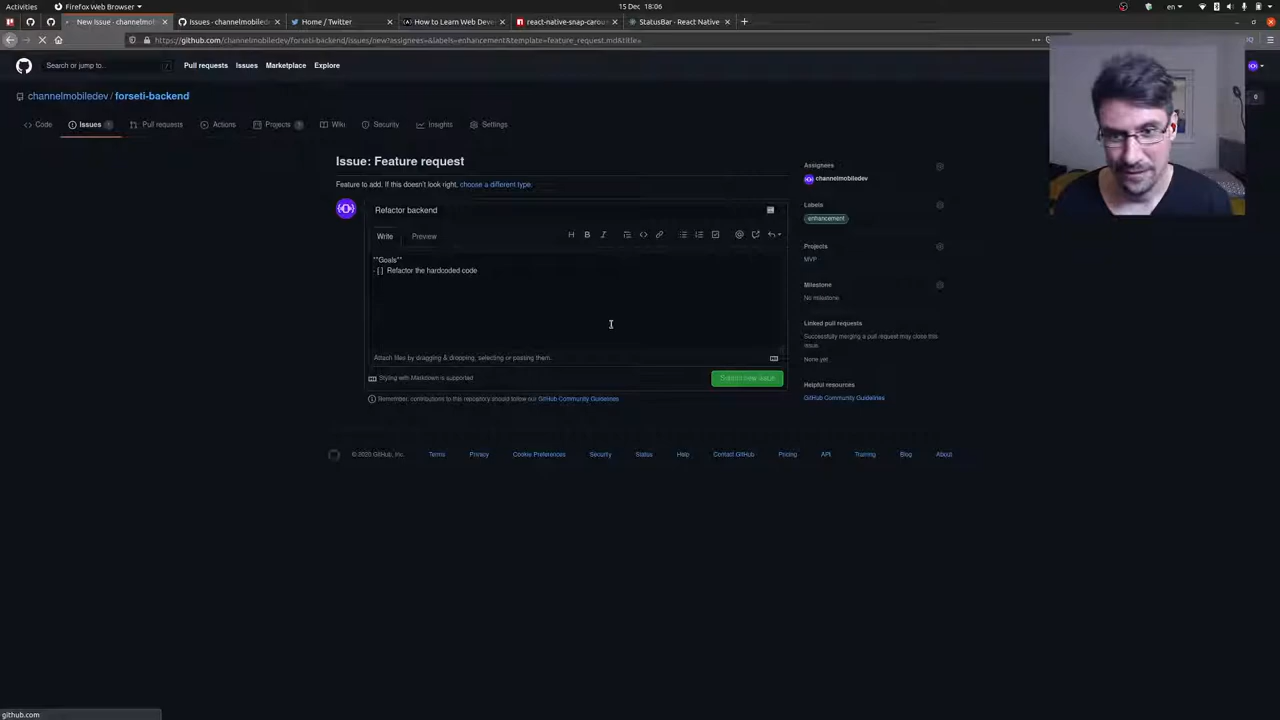 Activities
Firefox Web Browser
15 Dec 18:06
en
New Issue · channelmobil
Issues · channelmobiledev
Home / Twitter
How to Learn Web Deve
react-native-snap-carou
StatusBar · React Native
https://github.com/channelmobiledev/forseti-backend/issues/new?assignees=&labels=enhancement&template=feature_request.md&title=
Search or jump to...
/
Pull requests
Issues
Marketplace
Explore
channelmobiledev / forseti-backend
Code
Issues 1
Pull requests
Actions
Projects
Wiki
Security
Insights
Settings
Issue: Feature request
Feature to add. If this doesn't look right, choose a different type.
Refactor backend
Write
Preview
**Goals**
- [ ] Refactor the hardcoded code
Attach files by dragging & dropping, selecting or pasting them.
Styling with Markdown is supported
Submit new issue
Remember, contributions to this repository should follow our GitHub Community Guidelines
Assignees
channelmobiledev
Labels
enhancement
Projects
MVP
Milestone
No milestone
Linked pull requests
Successfully merging a pull request may close this
issue.
None yet
Helpful resources
GitHub Community Guidelines
© 2020 GitHub, Inc.
Terms
Privacy
Cookie Preferences
Security
Status
Help
Contact GitHub
Pricing
API
Training
Blog
About
github.com